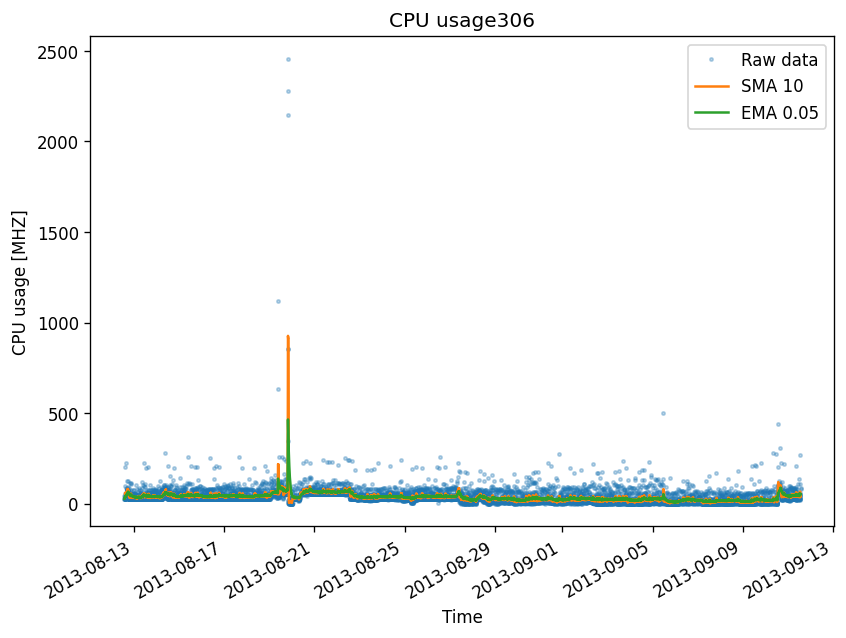 CPU usage306
Raw data
SMA 10
EMA 0.05
CPU usage [MHZ]
2500
2000
1500
1000
500
0
2013-08-13
2013-08-17
2013-08-21
2013-08-25
2013-08-29
2013-09-01
2013-09-05
2013-09-09
2013-09-13
Time